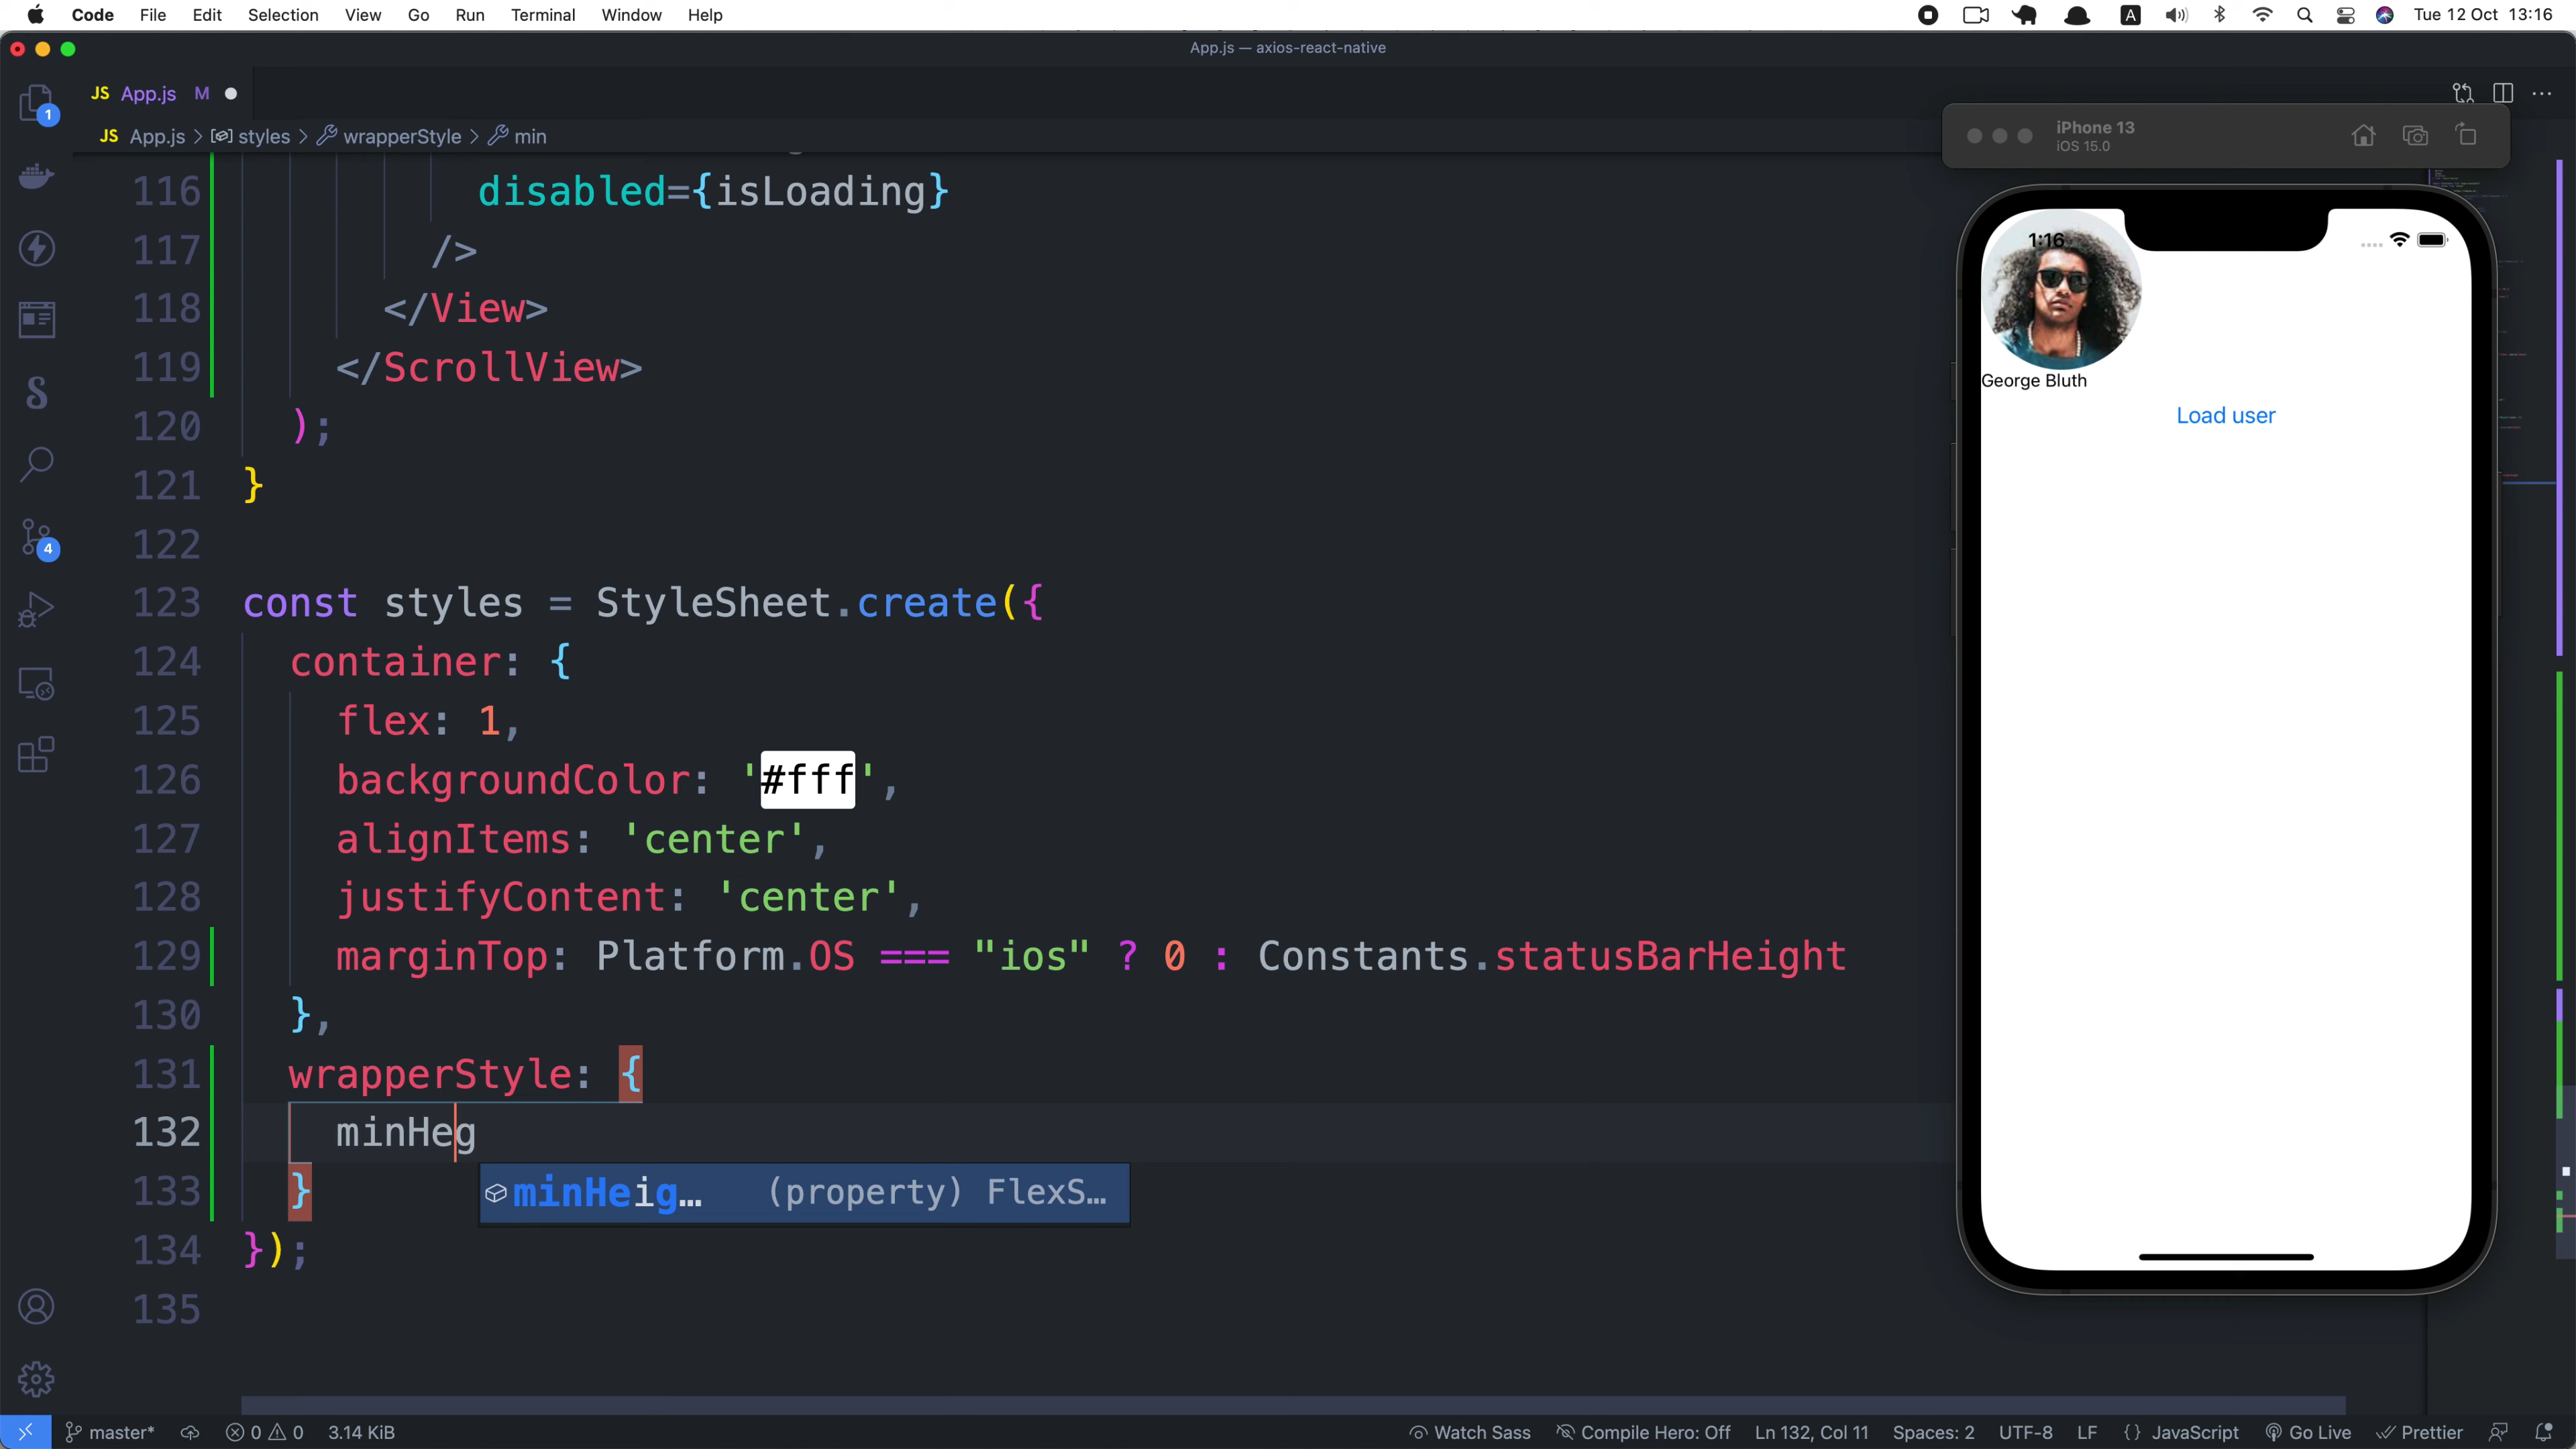 Code File Edit Selection View Go Run Terminal Window Help A Tue 12 Oct 13:16
App.js — axios-react-native
JS App.js M
JS App.js > styles > wrapperStyle > min
1
4
116 disabled={isLoading}
117 />
118 </View>
119 </ScrollView>
120 );
121 }
122
123 const styles = StyleSheet.create({
124 container: {
125 flex: 1,
126 backgroundColor: '#fff',
127 alignItems: 'center',
128 justifyContent: 'center',
129 marginTop: Platform.OS === "ios" ? 0 : Constants.statusBarHeight
130 },
131 wrapperStyle: {
132 minHeg
133 }
minHeig… (property) FlexS…
134 });
135
iPhone 13
iOS 15.0
1:16
George Bluth
Load user
master* 0 0 3.14 KiB Watch Sass Compile Hero: Off Ln 132, Col 11 Spaces: 2 UTF-8 LF {} JavaScript Go Live Prettier